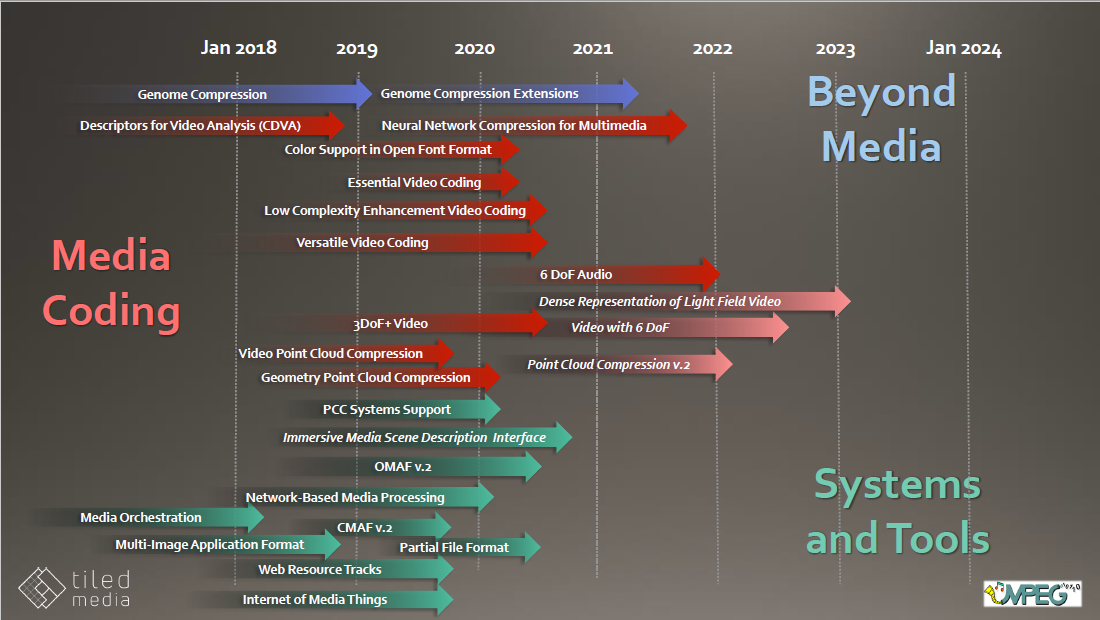 Jan 2018 2019 2020 2021 2022 2023 Jan 2024
Beyond
Media
Genome Compression
Genome Compression Extensions
Descriptors for Video Analysis (CDVA)
Neural Network Compression for Multimedia
Color Support in Open Font Format
Essential Video Coding
Low Complexity Enhancement Video Coding
Versatile Video Coding
Media
Coding
6 DoF Audio
Dense Representation of Light Field Video
3DoF+ Video
Video with 6 DoF
Video Point Cloud Compression
Point Cloud Compression v.2
Geometry Point Cloud Compression
PCC Systems Support
Immersive Media Scene Description Interface
OMAF v.2
Systems
and Tools
Network-Based Media Processing
Media Orchestration
CMAF v.2
Multi-Image Application Format
Partial File Format
Web Resource Tracks
Internet of Media Things
tiled
media
MPEG